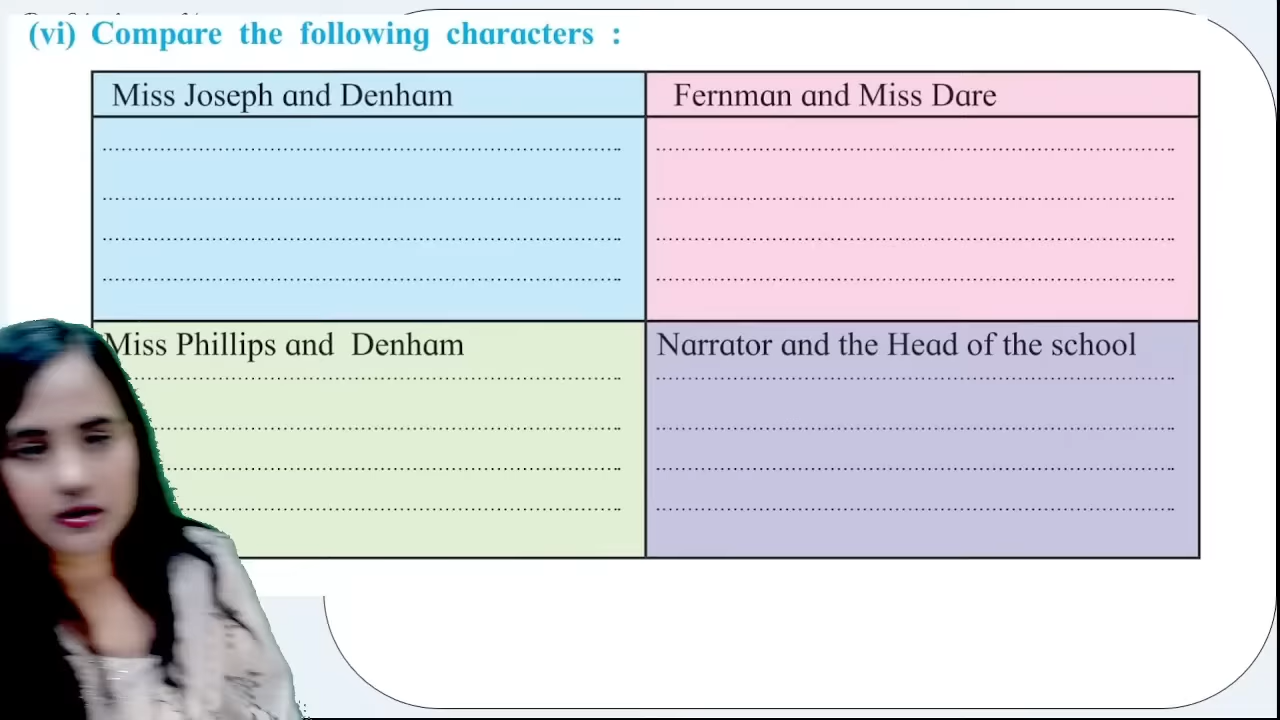 (vi) Compare the following characters :
Miss Joseph and Denham
Fernman and Miss Dare
Miss Phillips and Denham
Narrator and the Head of the school